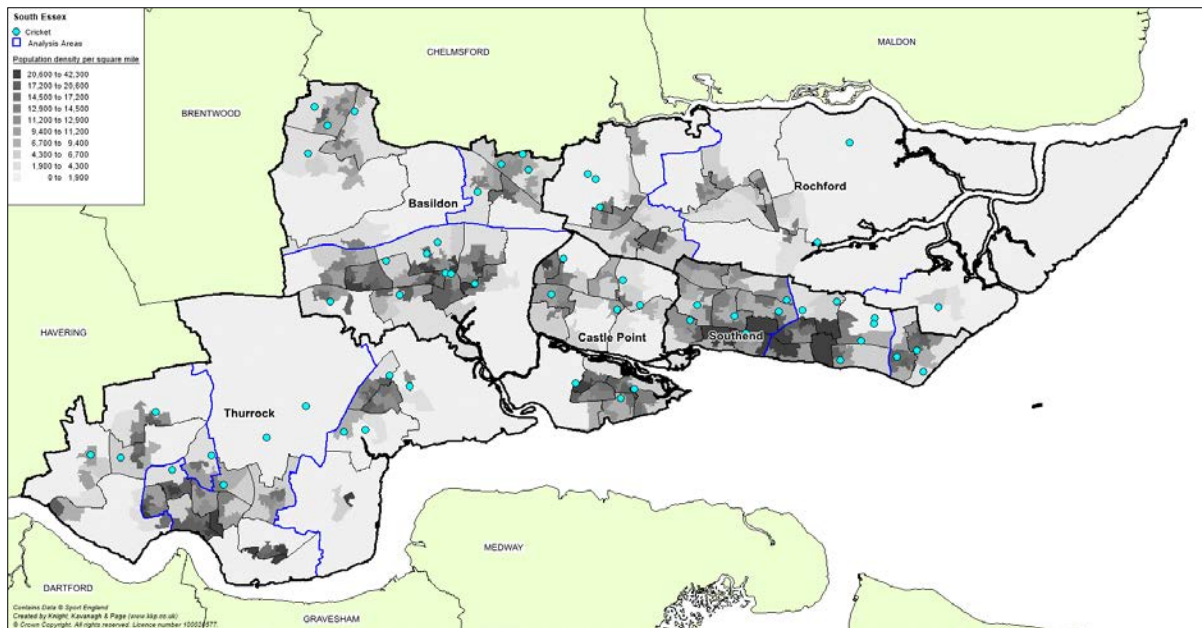 South Essex
Cricket
Analysis Areas
Population density per square mile
20,600 to 42,300
17,200 to 20,600
14,500 to 17,200
12,900 to 14,500
11,200 to 12,900
9,400 to 11,200
6,700 to 9,400
4,300 to 6,700
1,900 to 4,300
0 to 1,900
MALDON
CHELMSFORD
BRENTWOOD
Rochford
Basildon
HAVERING
Castle Point
Southend
Thurrock
MEDWAY
DARTFORD
GRAVESHAM
Contains Data © Sport England
Created by Knight, Kavanagh & Page (www.kkp.co.uk)
© Crown Copyright. All rights reserved. Licence number 100020577.